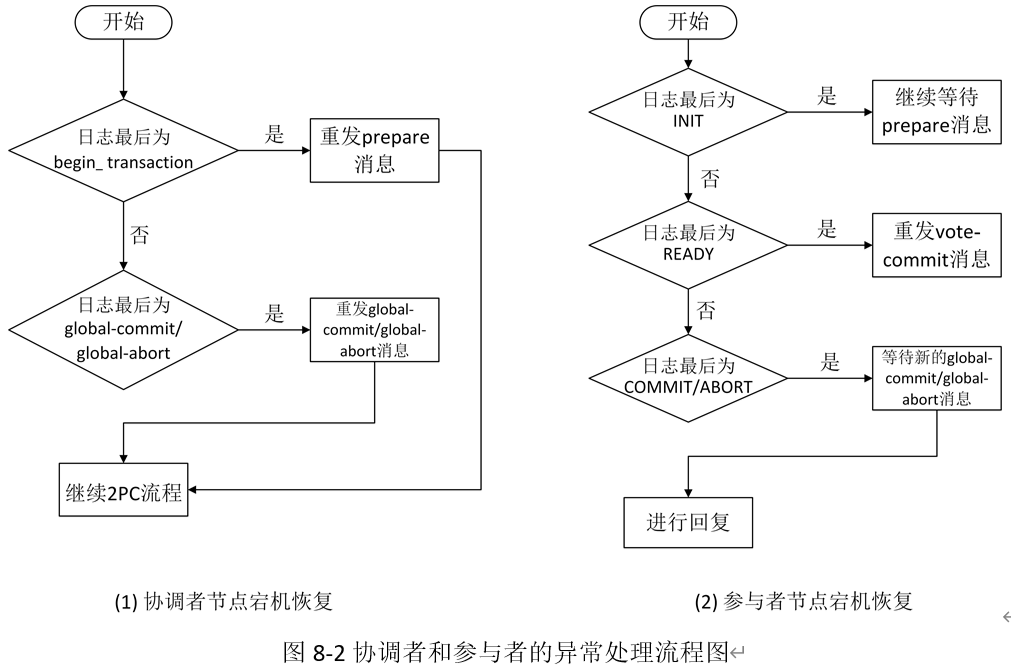 开始
日志最后为
begin_ transaction
是
重发prepare
消息
否
日志最后为
global-commit/
global-abort
是
重发global-
commit/global-
abort消息
继续2PC流程
(1) 协调者节点宕机恢复
开始
日志最后为
INIT
是
继续等待
prepare消息
否
日志最后为
READY
是
重发vote-
commit消息
否
日志最后为
COMMIT/ABORT
是
等待新的global-
commit/global-
abort消息
进行回复
(2) 参与者节点宕机恢复
图 8-2 协调者和参与者的异常处理流程图